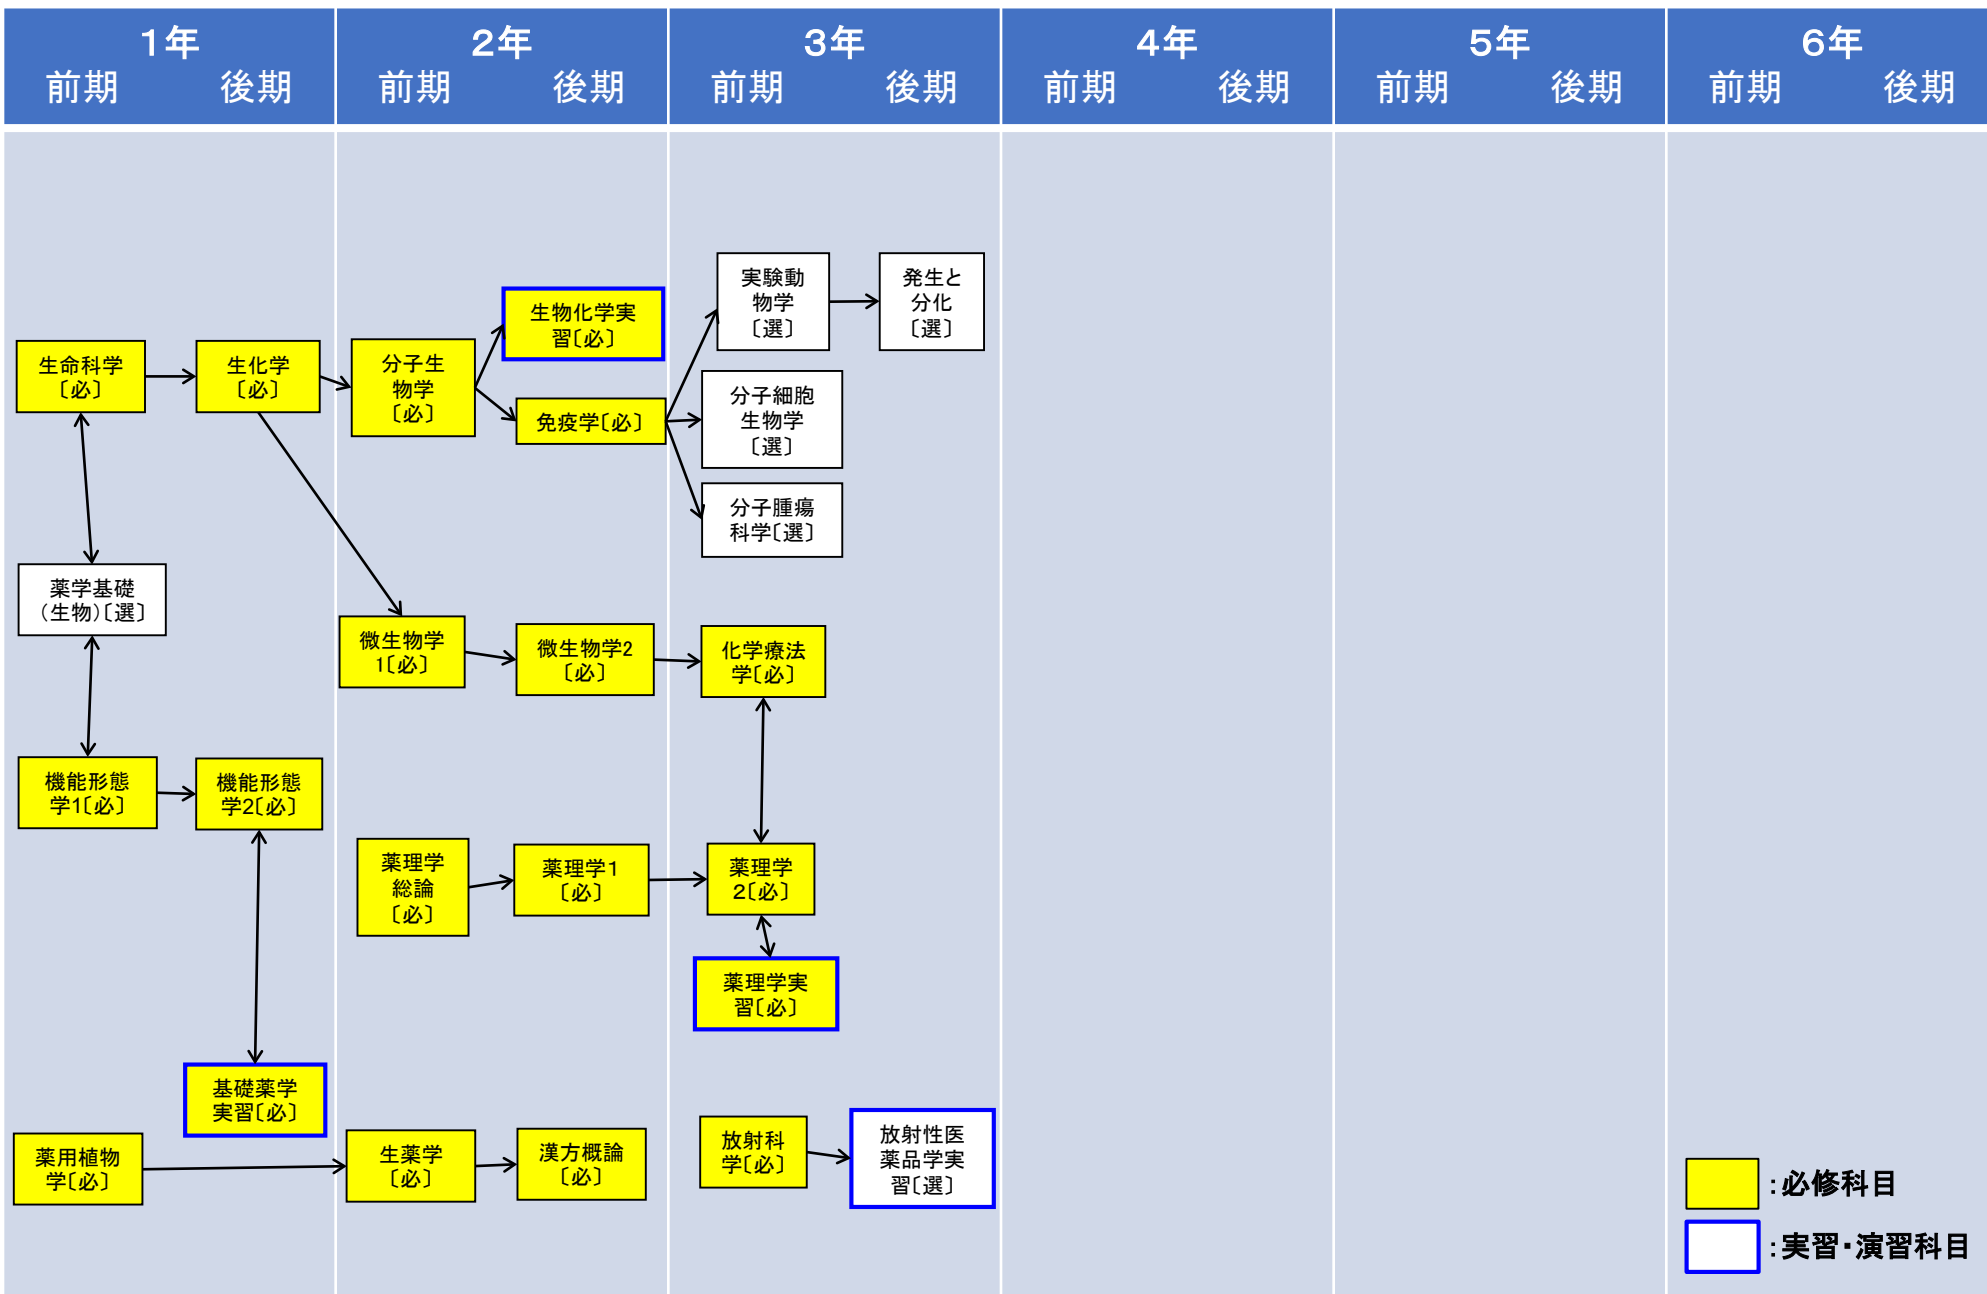 1年
2年
3年
4年
5年
6年
前期 後期
前期 後期
前期 後期
前期 後期
前期 後期
前期 後期
生命科学
〔必〕
薬学基礎
(生物)〔選〕
機能形態
学1〔必〕
薬用植物
学〔必〕
生化学
〔必〕
機能形態
学2〔必〕
基礎薬学
実習〔必〕
分子生
物学
〔必〕
微生物学
1〔必〕
薬理学
総論
〔必〕
生薬学
〔必〕
生物化学実
習〔必〕
免疫学〔必〕
微生物学2
〔必〕
薬理学1
〔必〕
漢方概論
〔必〕
実験動
物学
〔選〕
分子細胞
生物学
〔選〕
分子腫瘍
科学〔選〕
化学療法
学〔必〕
薬理学
2〔必〕
薬理学実
習〔必〕
放射科
学〔必〕
発生と
分化
〔選〕
放射性医
薬品学実
習〔選〕
:必修科目
:実習・演習科目